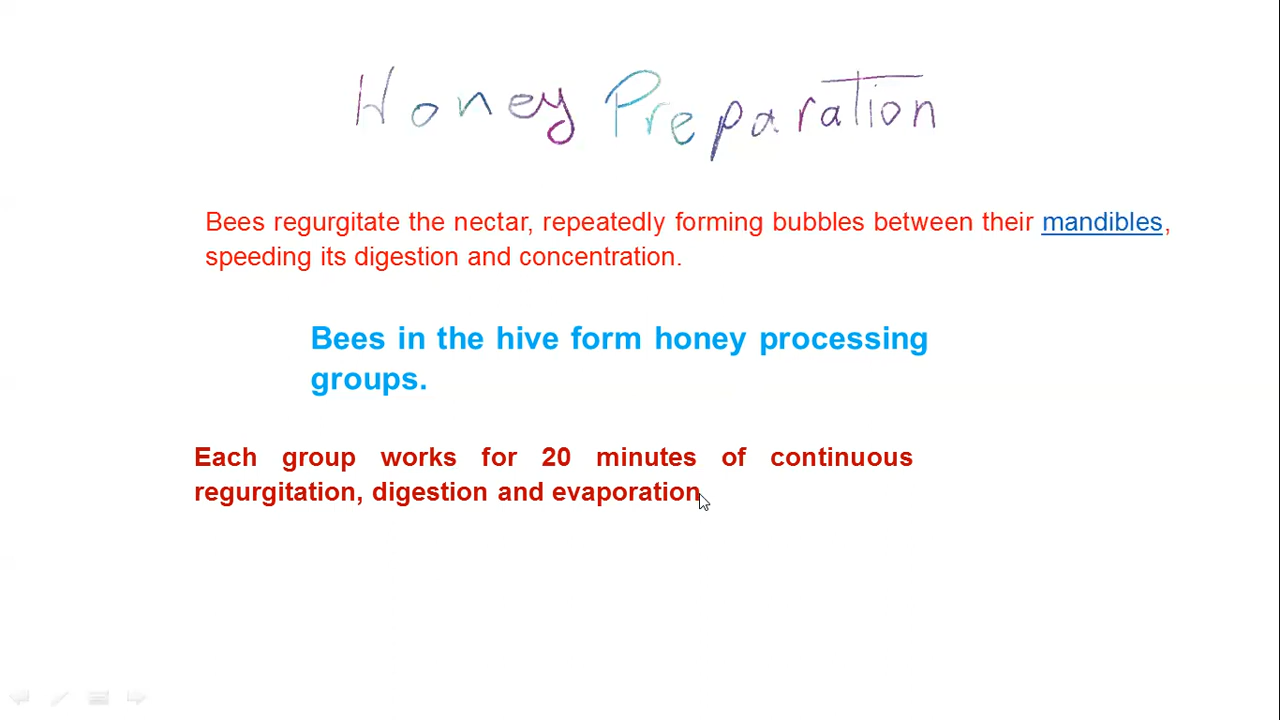 Honey Preparation
Bees regurgitate the nectar, repeatedly forming bubbles between their mandibles,
speeding its digestion and concentration.
Bees in the hive form honey processing
groups.
Each group works for 20 minutes of continuous
regurgitation, digestion and evaporation